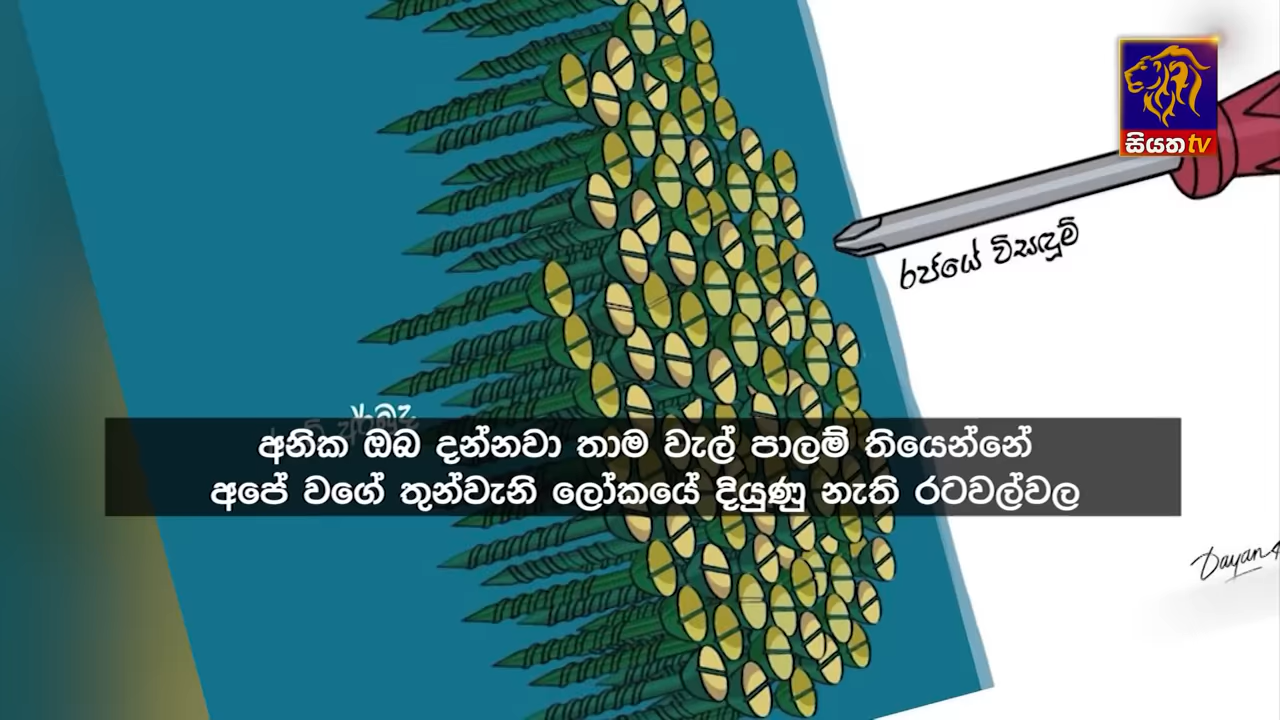 සියත tv
රජයේ විසඳුම්
අනික ඔබ දන්නවා තාම වැල් පාලම් තියෙන්නේ
අපේ වගේ තුන්වැනි ලෝකයේ දියුණු නැති රටවල්වල